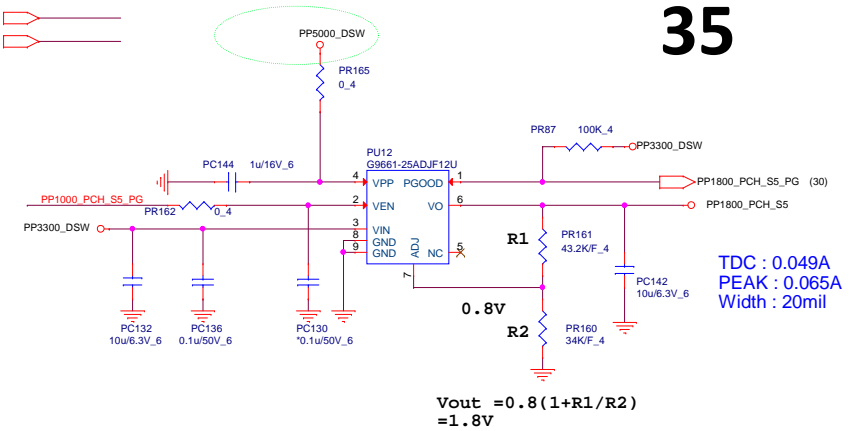 35
PP5000_DSW
PR165
0_4
PR87 100K_4
PP3300_DSW
PU12
G9661-25ADJF12U
PC144 1u/16V_6
4 VPP PGOOD 1
PP1800_PCH_S5_PG (30)
PP1000_PCH_S5_PG
PR162 0_4
2 VEN VO 6
PP1800_PCH_S5
PP3300_DSW
3 VIN
8 GND
9 GND
ADJ
7
NC 5
R1
PR161
43.2K/F_4
PC142
10u/6.3V_6
TDC : 0.049A
PEAK : 0.065A
Width : 20mil
0.8V
R2
PR160
34K/F_4
PC132
10u/6.3V_6
PC136
0.1u/50V_6
PC130
*0.1u/50V_6
Vout =0.8(1+R1/R2)
=1.8V